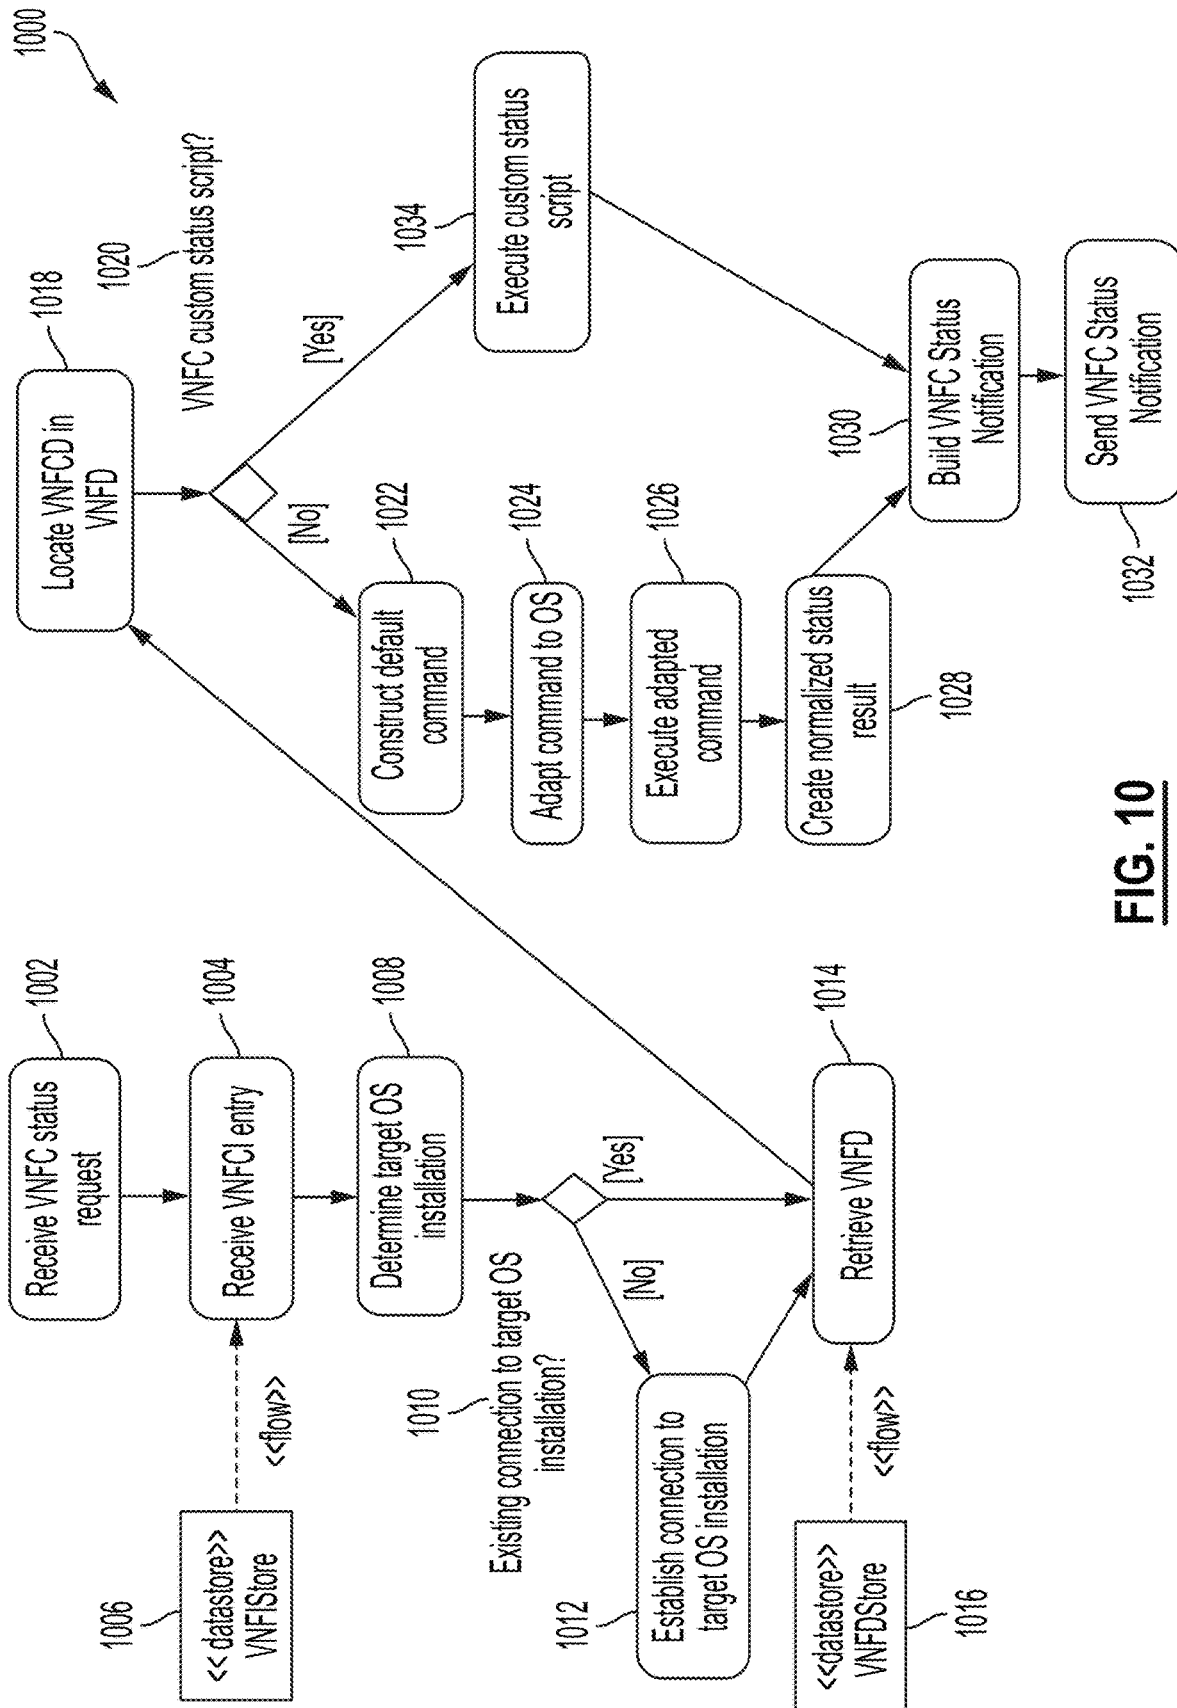 1000
1002
Receive VNFC status
request
1004
Receive VNFCI entry
1006
<< datastore>>
VNFIStore
<<flow>>
1008
Determine target OS
installation
1010
Existing connection to target OS
installation?
[No]
[Yes]
1012
Establish connection to
target OS installation
1014
Retrieve VNFD
<<datastore>>
VNFDStore
<<flow>>
1016
1018
Locate VNFCD in
VNFD
1020
VNFC custom status script?
[No]
[Yes]
1022
Construct default
command
1024
Adapt command to OS
1026
Execute adapted
command
Create normalized status
result
1028
1034
Execute custom status
script
1030
Build VNFC Status
Notification
Send VNFC Status
Notification
1032
FIG. 10